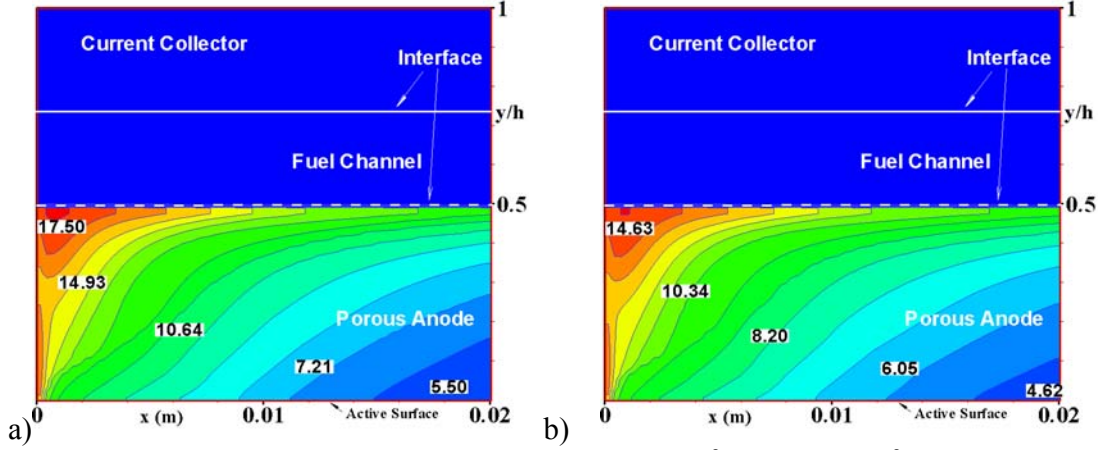 1
Current Collector
Interface
y/h
Fuel Channel
0.5
17.50
14.93
10.64
Porous Anode
7.21
5.50
a)
0
x (m)
0.01
Active Surface
0.02
1
Current Collector
Interface
y/h
Fuel Channel
0.5
14.63
10.34
8.20
Porous Anode
6.05
4.62
b)
0
x (m)
0.01
Active Surface
0.02